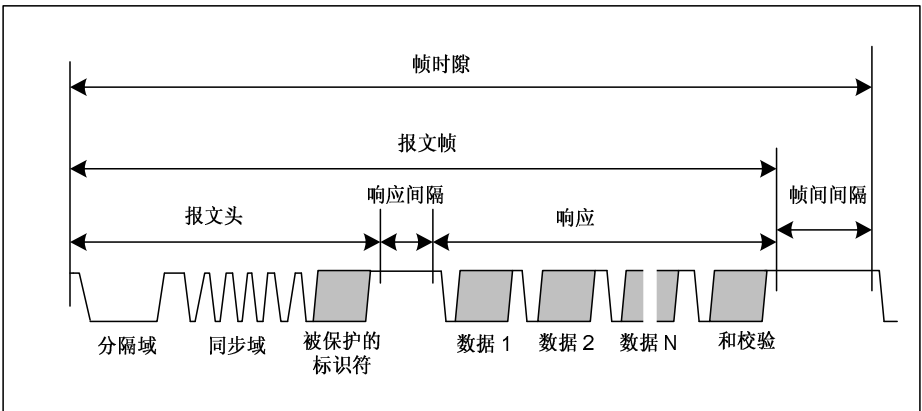 帧时隙
报文帧
响应间隔
帧间间隔
报文头
响应
分隔域
同步域
被保护的
标识符
数据 1
数据 2
数据 N
和校验